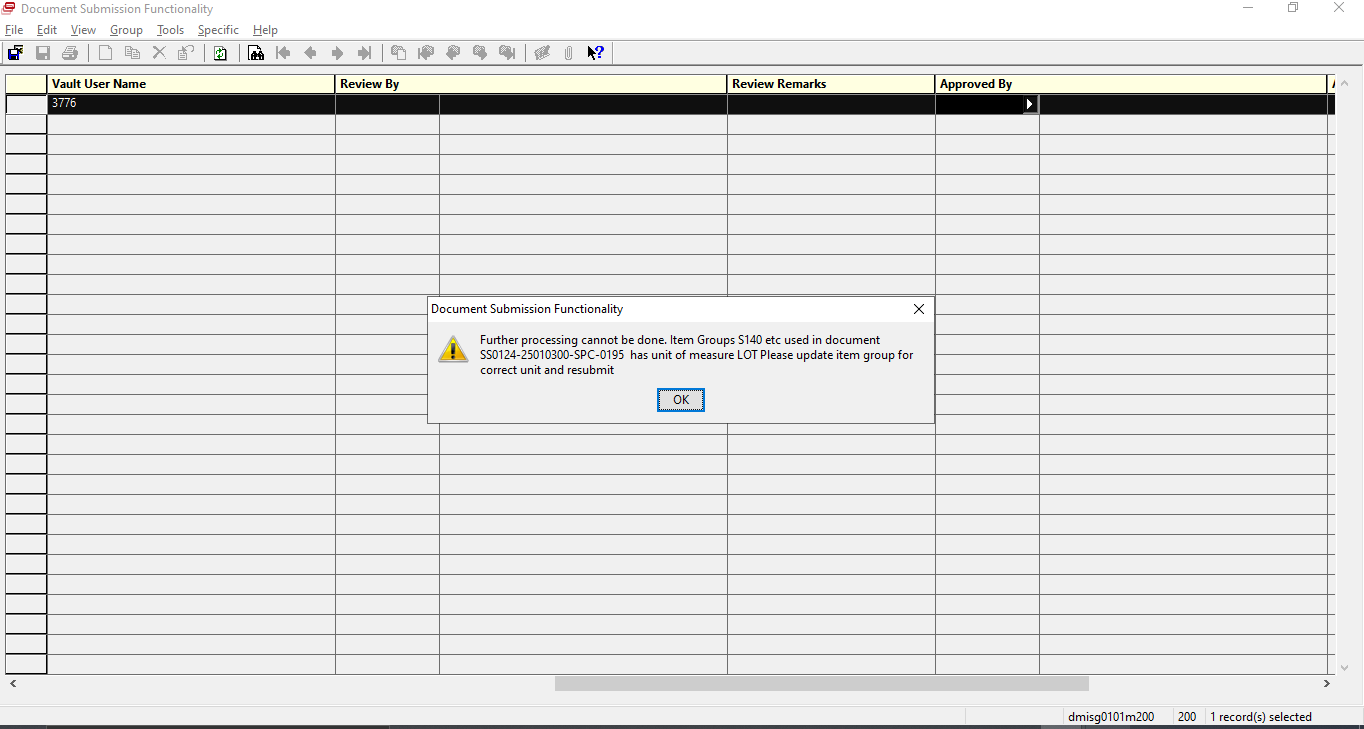 Document Submission Functionality
File Edit View Group Tools Specific Help
Vault User Name Review By Review Remarks Approved By
3776
Document Submission Functionality
Further processing cannot be done. Item Groups S140 etc used in document
SS0124-25010300-SPC-0195  has unit of measure LOT Please update item group for
correct unit and resubmit
OK
dmisg0101m200 200 1 record(s) selected